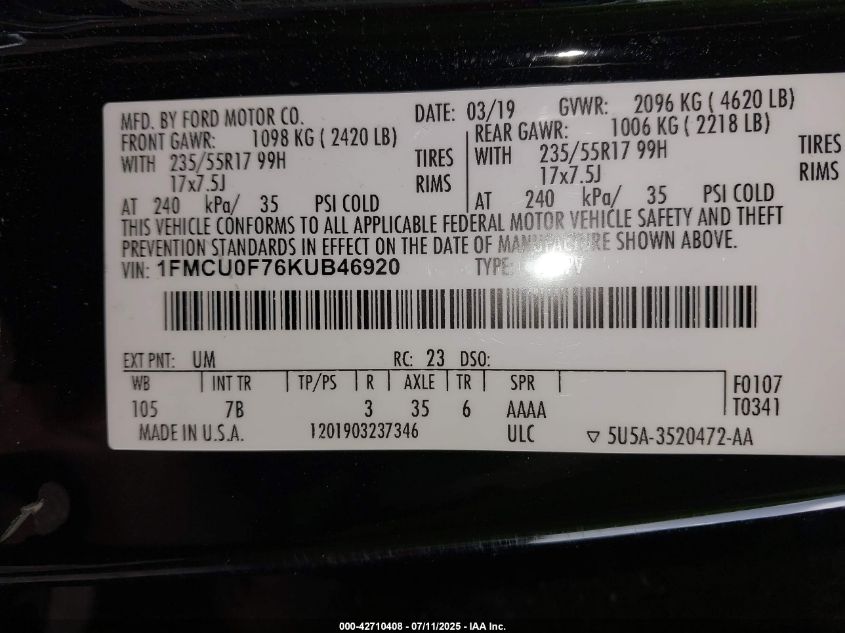 MFD. BY FORD MOTOR CO. DATE: 03/19 GVWR: 2096 KG ( 4620 LB)
FRONT GAWR: 1098 KG ( 2420 LB) REAR GAWR: 1006 KG ( 2218 LB)
WITH 235/55R17 99H TIRES WITH 235/55R17 99H TIRES
17x7.5J RIMS 17x7.5J RIMS
AT 240 kPa/ 35 PSI COLD AT 240 kPa/ 35 PSI COLD
THIS VEHICLE CONFORMS TO ALL APPLICABLE FEDERAL MOTOR VEHICLE SAFETY AND THEFT
PREVENTION STANDARDS IN EFFECT ON THE DATE OF MANUFACTURE SHOWN ABOVE.
VIN: 1FMCU0F76KUB46920 TYPE:
EXT PNT: UM RC: 23 DSO:
WB INT TR TP/PS R AXLE TR SPR F0107
105 7B 3 35 6 AAAA T0341
MADE IN U.S.A. 1201903237346 ULC ▽ 5U5A-3520472-AA
000-42710408 - 07/11/2025 - IAA Inc.